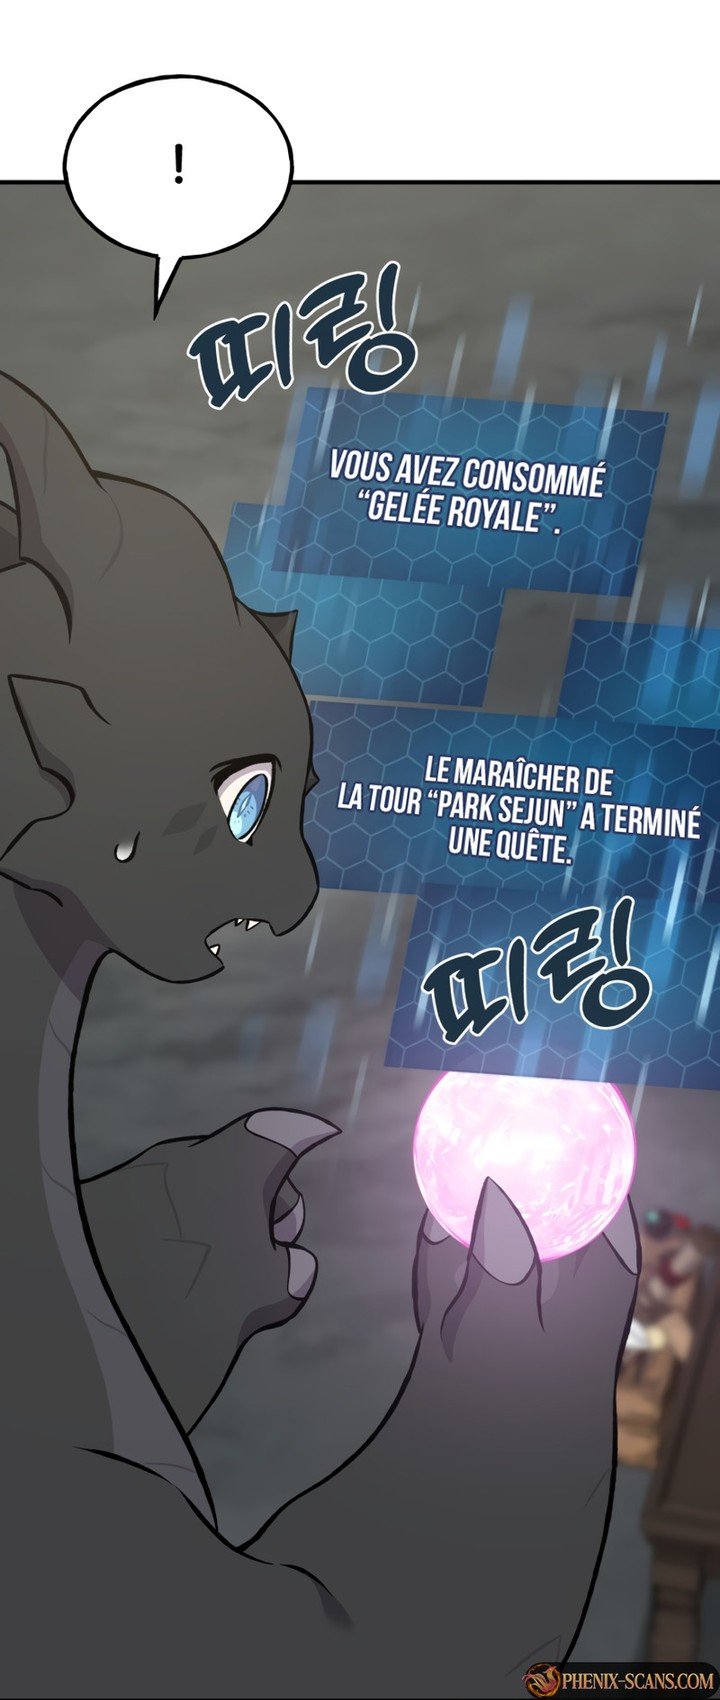 !
띠링
VOUS AVEZ CONSOMMÉ
“GELÉE ROYALE”.
LE MARAÎCHER DE
LA TOUR “PARK SEJUN” A TERMINÉ
UNE QUÊTE.
띠링
PHENIX-SCANS.COM